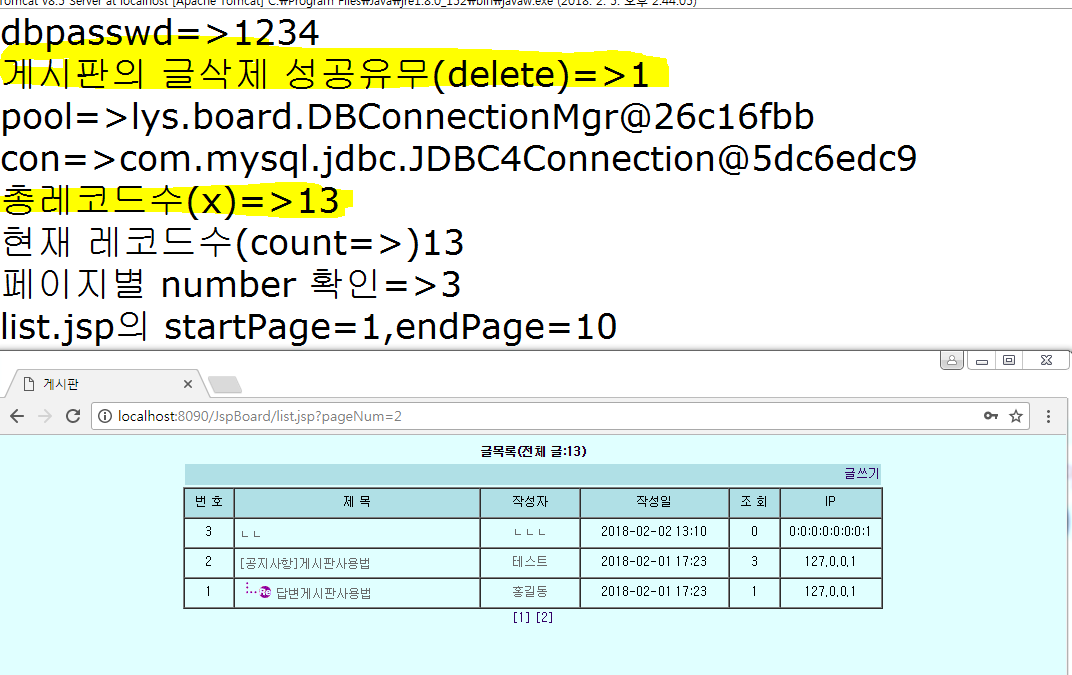 Tomcat v8.5 Server at localhost [Apache Tomcat] C:₩Program Files₩Java₩jre1.8.0_152₩bin₩javaw.exe (2018. 2. 5. 오후 2:44:05)
dbpasswd=>1234
게시판의 글삭제 성공유무(delete)=>1
pool=>lys.board.DBConnectionMgr@26c16fbb
con=>com.mysql.jdbc.JDBC4Connection@5dc6edc9
총레코드수(x)=>13
현재 레코드수(count=>)13
페이지별 number 확인=>3
list.jsp의 startPage=1,endPage=10
게시판
localhost:8090/JspBoard/list.jsp?pageNum=2
글목록(전체 글:13)
글쓰기
번 호 제 목 작성자 작성일 조 회 IP
3 ㄴㄴ ㄴㄴㄴ 2018-02-02 13:10 0 0:0:0:0:0:0:0:1
2 [공지사항]게시판사용법 테스트 2018-02-01 17:23 3 127.0.0.1
1 Re 답변게시판사용법 홍길동 2018-02-01 17:23 1 127.0.0.1
[1] [2]